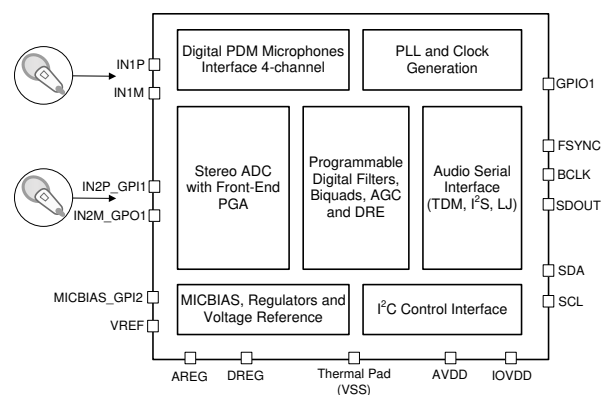 Digital PDM Microphones
Interface 4-channel
PLL and Clock
Generation
IN1P
IN1M
GPIO1
Stereo ADC
with Front-End
PGA
Programmable
Digital Filters,
Biquads, AGC
and DRE
Audio Serial
Interface
(TDM, I²S, LJ)
FSYNC
BCLK
SDOUT
IN2P_GPI1
IN2M_GPO1
SDA
SCL
MICBIAS_GPI2
VREF
MICBIAS, Regulators and
Voltage Reference
I²C Control Interface
AREG
DREG
Thermal Pad
(VSS)
AVDD
IOVDD